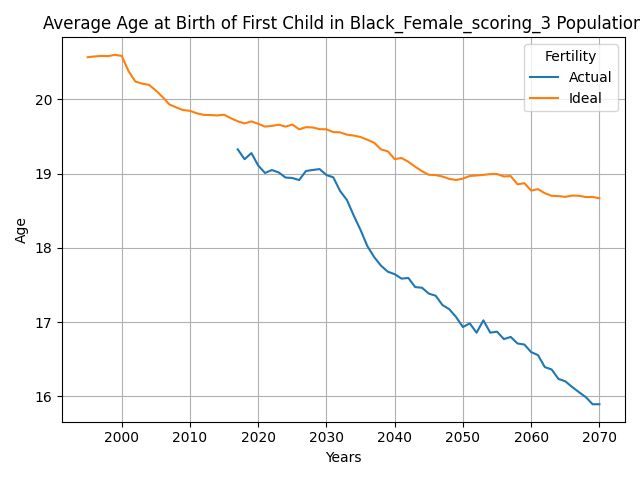 Average Age at Birth of First Child in Black_Female_scoring_3 Population
Fertility
Actual
Ideal
Age
20
19
18
17
16
2000 2010 2020 2030 2040 2050 2060 2070
Years